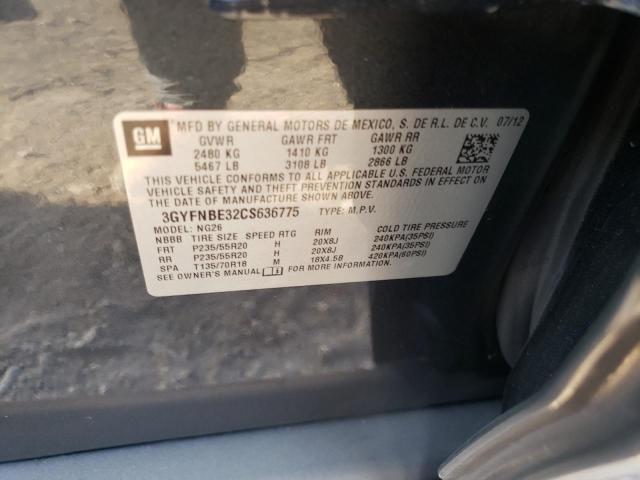 GM
MFD BY GENERAL MOTORS DE MEXICO, S. DE R.L. DE C.V. 07/12
GVWR GAWR FRT GAWR RR
2480 KG 1410 KG 1300 KG
5467 LB 3108 LB 2866 LB
THIS VEHICLE CONFORMS TO ALL APPLICABLE U.S. FEDERAL MOTOR
VEHICLE SAFETY AND THEFT PREVENTION STANDARDS IN EFFECT ON
THE DATE OF MANUFACTURE SHOWN ABOVE.
3GYFNBE32CS636775 TYPE: M.P.V.
MODEL: NG26
NBBB TIRE SIZE SPEED RTG RIM COLD TIRE PRESSURE
FRT P235/55R20 H 20X8J 240KPA(35PSI)
RR P235/55R20 H 20X8J 240KPA(35PSI)
SPA T135/70R18 M 18X4.5B 420KPA(60PSI)
SEE OWNER'S MANUAL FOR MORE INFORMATION